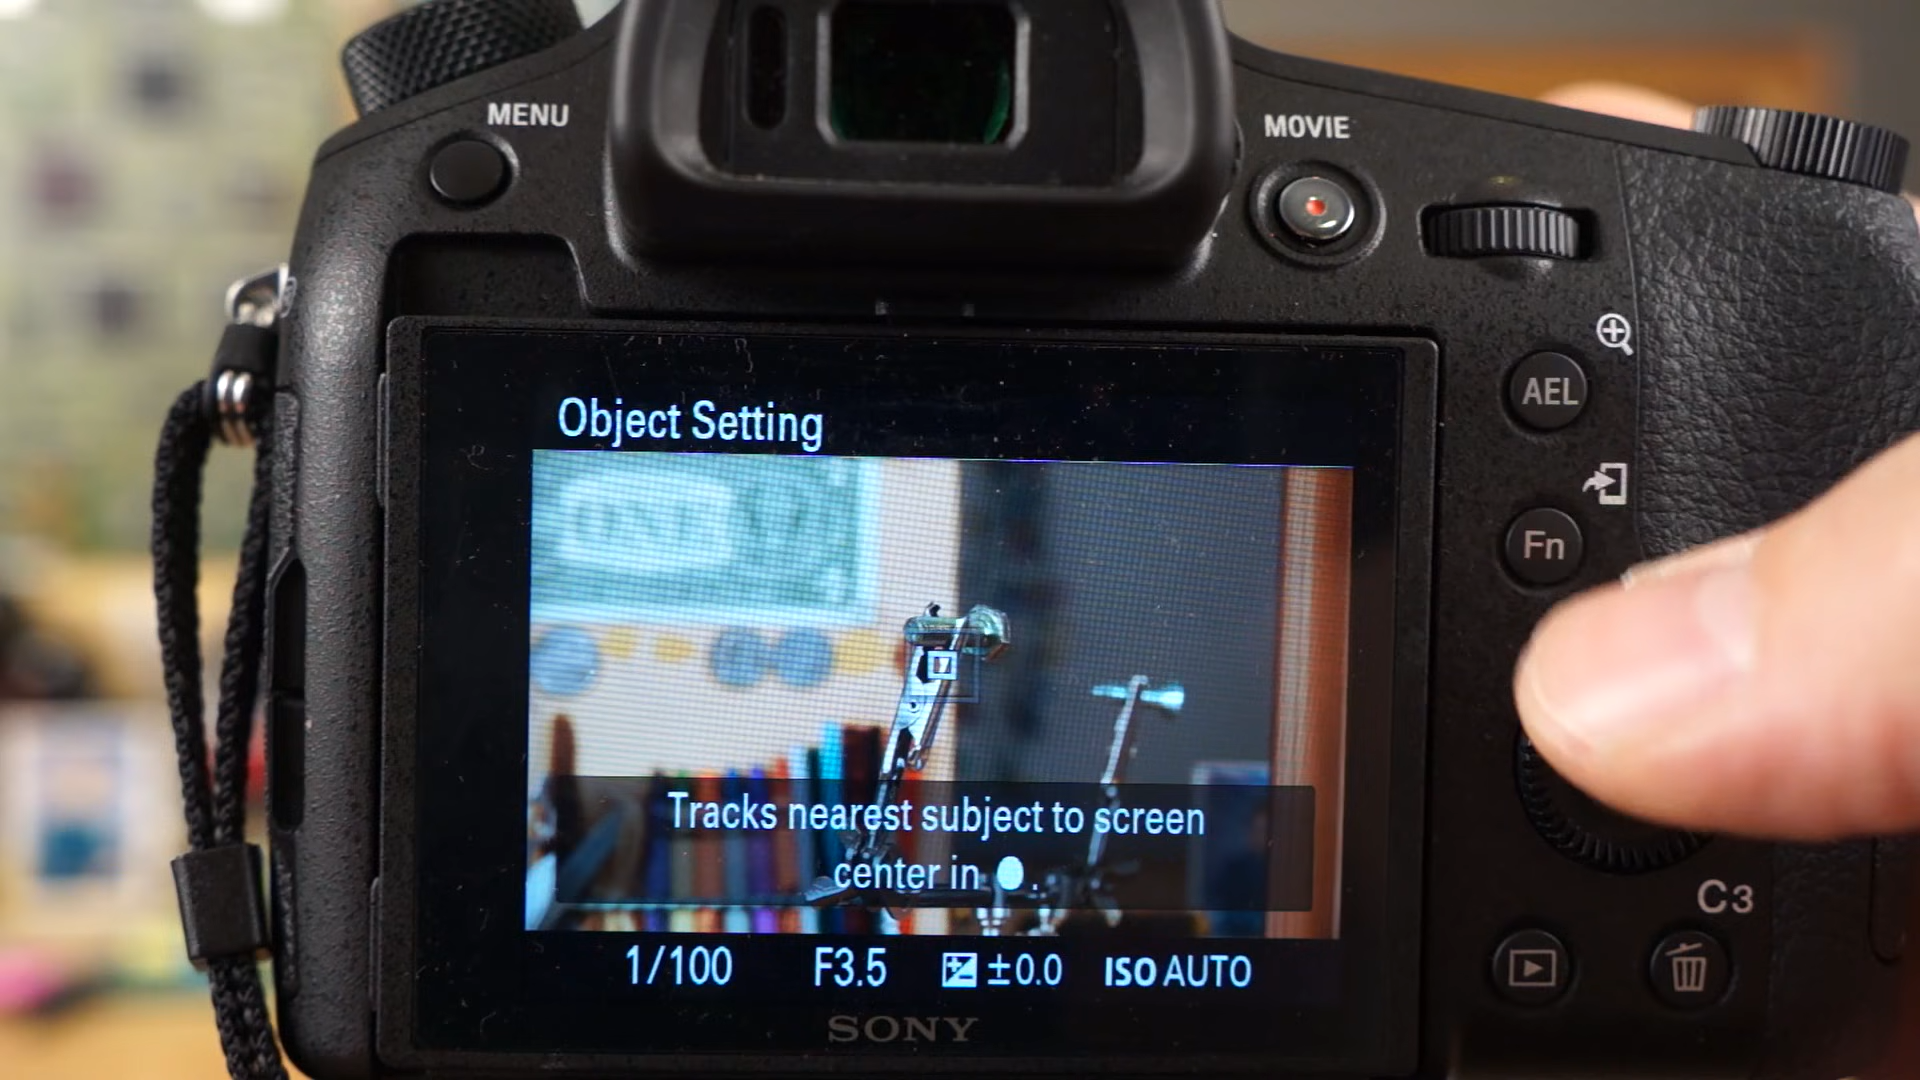 MENU
MOVIE
AEL
Fn
Object Setting
ONE
Tracks nearest subject to screen
center in ● .
1/100 F3.5 ±0.0 ISO AUTO
C3
SONY